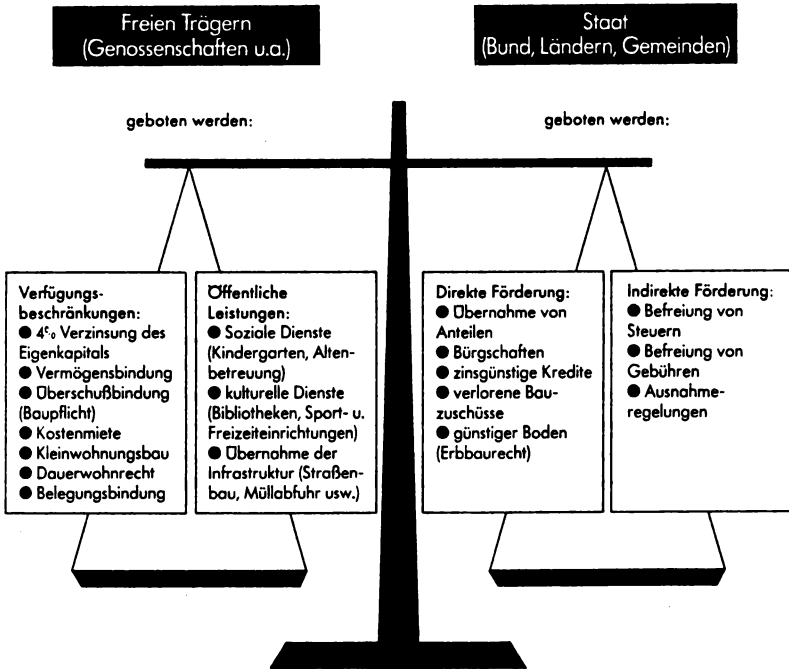 Freien Trägern
(Genossenschaften u.a.)
Staat
(Bund, Ländern, Gemeinden)
geboten werden:
geboten werden:
Verfügungs-
beschränkungen:
● 4% Verzinsung des
Eigenkapitals
● Vermögensbindung
● Überschußbindung
(Baupflicht)
● Kostenmiete
● Kleinwohnungsbau
● Dauerwohnrecht
● Belegungsbindung
Öffentliche
Leistungen:
● Soziale Dienste
(Kindergarten, Alten-
betreuung)
● kulturelle Dienste
(Bibliotheken, Sport- u.
Freizeiteinrichtungen)
● Übernahme der
Infrastruktur (Straßen-
bau, Müllabfuhr usw.)
Direkte Förderung:
● Übernahme von
Anteilen
● Bürgschaften
● zinsgünstige Kredite
● verlorene Bau-
zuschüsse
● günstiger Boden
(Erbbaurecht)
Indirekte Förderung:
● Befreiung von
Steuern
● Befreiung von
Gebühren
● Ausnahme-
regelungen